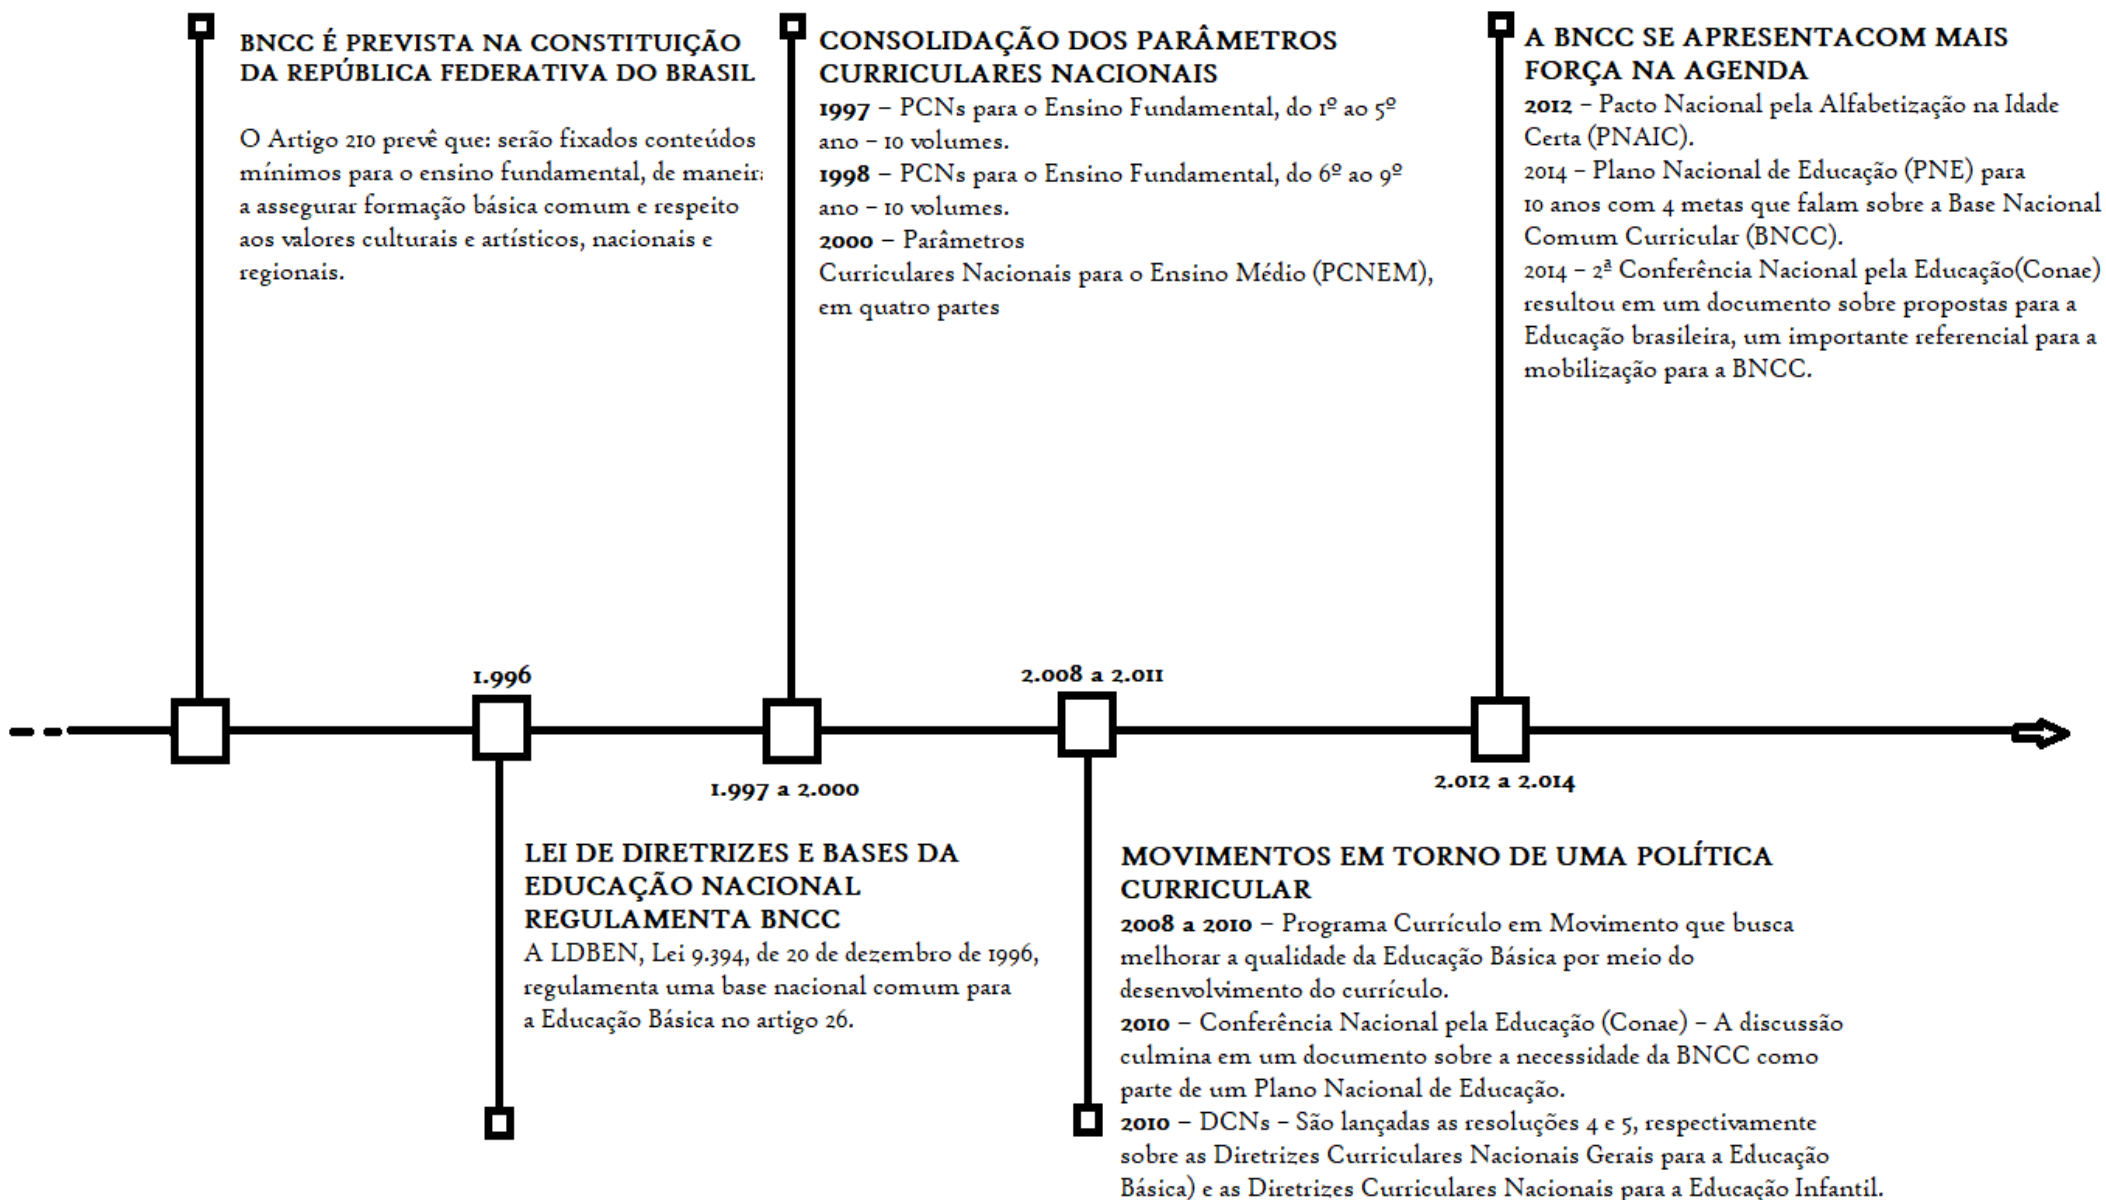 BNCC É PREVISTA NA CONSTITUIÇÃO
DA REPÚBLICA FEDERATIVA DO BRASIL
O Artigo 210 prevê que: serão fixados conteúdos
mínimos para o ensino fundamental, de maneira
a assegurar formação básica comum e respeito
aos valores culturais e artísticos, nacionais e
regionais.
CONSOLIDAÇÃO DOS PARÂMETROS
CURRICULARES NACIONAIS
1997 – PCNs para o Ensino Fundamental, do 1º ao 5º
ano – 10 volumes.
1998 – PCNs para o Ensino Fundamental, do 6º ao 9º
ano – 10 volumes.
2000 – Parâmetros
Curriculares Nacionais para o Ensino Médio (PCNEM),
em quatro partes
A BNCC SE APRESENTACOM MAIS
FORÇA NA AGENDA
2012 – Pacto Nacional pela Alfabetização na Idade
Certa (PNAIC).
2014 – Plano Nacional de Educação (PNE) para
10 anos com 4 metas que falam sobre a Base Nacional
Comum Curricular (BNCC).
2014 – 2ª Conferência Nacional pela Educação(Conae)
resultou em um documento sobre propostas para a
Educação brasileira, um importante referencial para a
mobilização para a BNCC.
1.996
2.008 a 2.011
1.997 a 2.000
2.012 a 2.014
LEI DE DIRETRIZES E BASES DA
EDUCAÇÃO NACIONAL
REGULAMENTA BNCC
A LDBEN, Lei 9.394, de 20 de dezembro de 1996,
regulamenta uma base nacional comum para
a Educação Básica no artigo 26.
MOVIMENTOS EM TORNO DE UMA POLÍTICA
CURRICULAR
2008 a 2010 – Programa Currículo em Movimento que busca
melhorar a qualidade da Educação Básica por meio do
desenvolvimento do currículo.
2010 – Conferência Nacional pela Educação (Conae) – A discussão
culmina em um documento sobre a necessidade da BNCC como
parte de um Plano Nacional de Educação.
2010 – DCNs – São lançadas as resoluções 4 e 5, respectivamente
sobre as Diretrizes Curriculares Nacionais Gerais para a Educação
Básica) e as Diretrizes Curriculares Nacionais para a Educação Infantil.